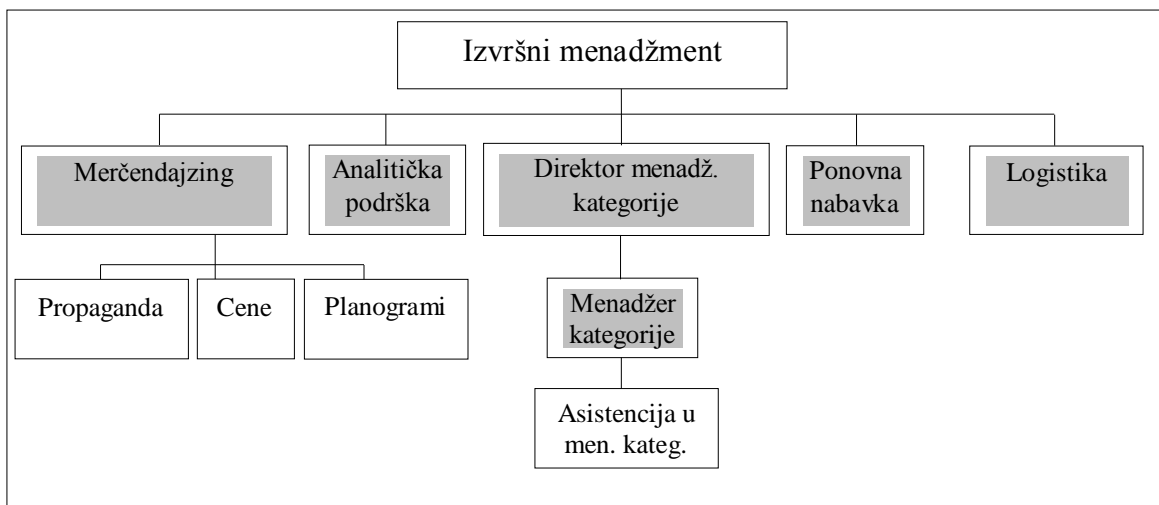 Izvršni menadžment
Merčendajzing
Analitička
podrška
Direktor menadž.
kategorije
Ponovna
nabavka
Logistika
Propaganda
Cene
Planogrami
Menadžer
kategorije
Asistencija u
men. kateg.